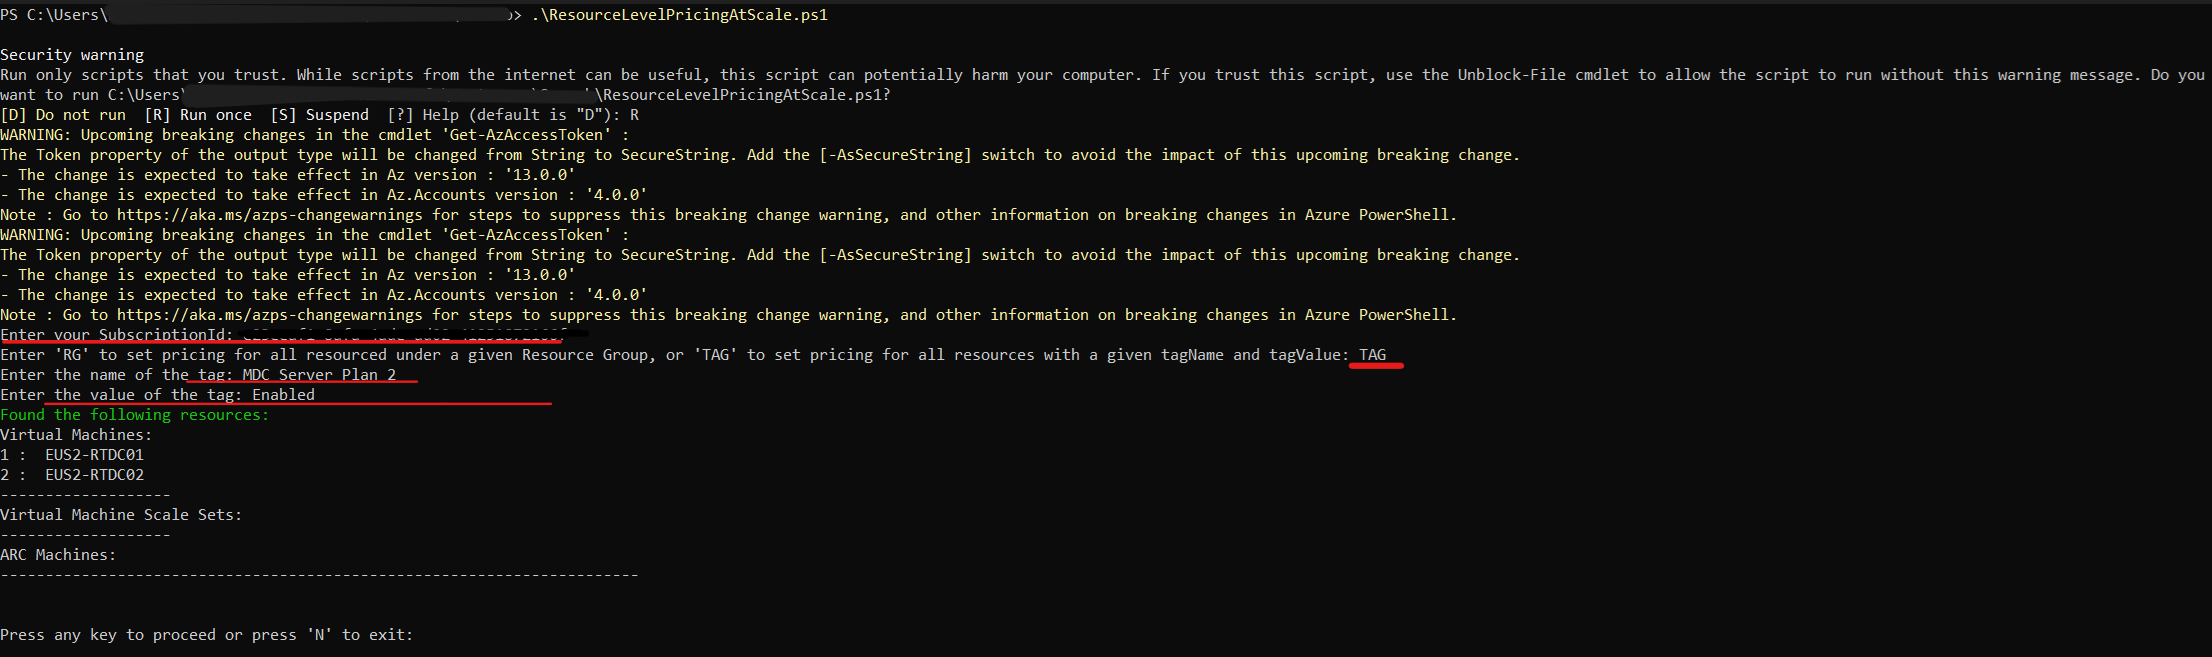 PS C:\Users\ > .\ResourceLevelPricingAtScale.ps1
Security warning
Run only scripts that you trust. While scripts from the internet can be useful, this script can potentially harm your computer. If you trust this script, use the Unblock-File cmdlet to allow the script to run without this warning message. Do you
want to run C:\Users\ \ResourceLevelPricingAtScale.ps1?
[D] Do not run  [R] Run once  [S] Suspend  [?] Help (default is "D"): R
WARNING: Upcoming breaking changes in the cmdlet 'Get-AzAccessToken' :
The Token property of the output type will be changed from String to SecureString. Add the [-AsSecureString] switch to avoid the impact of this upcoming breaking change.
- The change is expected to take effect in Az version : '13.0.0'
- The change is expected to take effect in Az.Accounts version : '4.0.0'
Note : Go to https://aka.ms/azps-changewarnings for steps to suppress this breaking change warning, and other information on breaking changes in Azure PowerShell.
WARNING: Upcoming breaking changes in the cmdlet 'Get-AzAccessToken' :
The Token property of the output type will be changed from String to SecureString. Add the [-AsSecureString] switch to avoid the impact of this upcoming breaking change.
- The change is expected to take effect in Az version : '13.0.0'
- The change is expected to take effect in Az.Accounts version : '4.0.0'
Note : Go to https://aka.ms/azps-changewarnings for steps to suppress this breaking change warning, and other information on breaking changes in Azure PowerShell.
Enter your SubscriptionId:
Enter 'RG' to set pricing for all resourced under a given Resource Group, or 'TAG' to set pricing for all resources with a given tagName and tagValue: TAG
Enter the name of the tag: MDC Server Plan 2
Enter the value of the tag: Enabled
Found the following resources:
Virtual Machines:
1 :  EUS2-RTDC01
2 :  EUS2-RTDC02
-------------------
Virtual Machine Scale Sets:
-------------------
ARC Machines:
-----------------------------------------------------------------------
Press any key to proceed or press 'N' to exit: